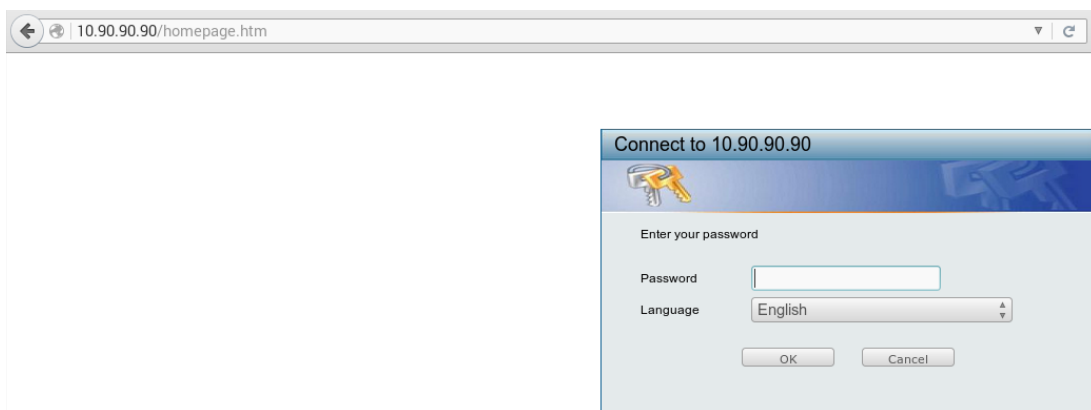 10.90.90.90/homepage.htm
Connect to 10.90.90.90
Enter your password
Password
Language English
OK Cancel